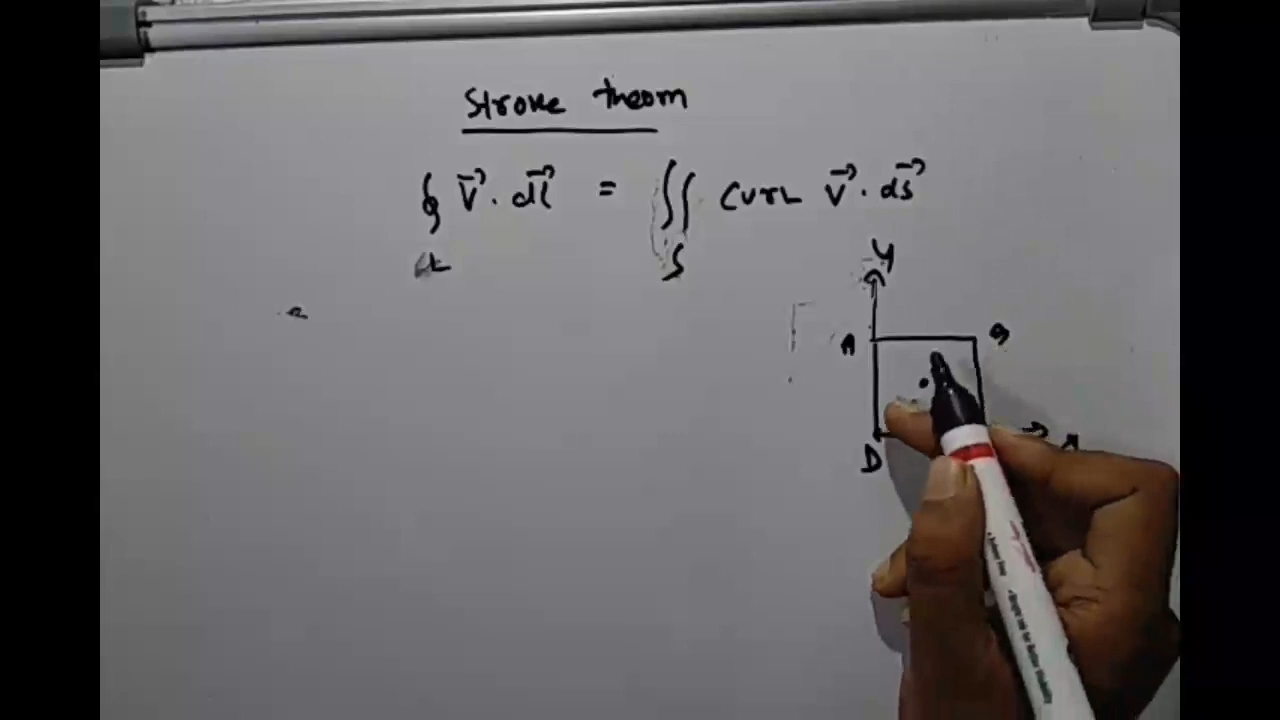 Stroke theom
∮ V⃗ . dl⃗ = ∬ Curl V⃗ . ds⃗
L S
y
A
D